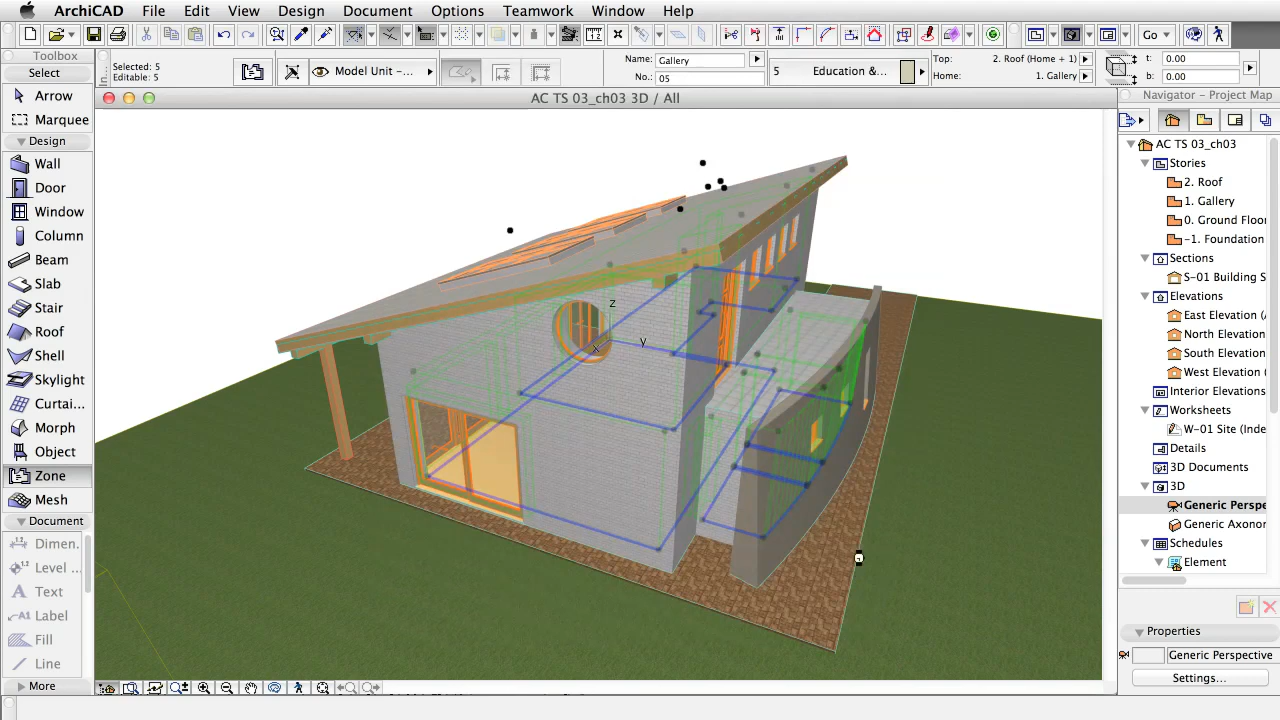 ArchiCAD File Edit View Design Document Options Teamwork Window Help
Toolbox
Select
Arrow
Marquee
Design
Wall
Door
Window
Column
Beam
Slab
Stair
Roof
Shell
Skylight
Curtai...
Morph
Object
Zone
Mesh
Document
Dimen.
Level ...
Text
Label
Fill
Line
More
Selected: 5
Editable: 5
Model Unit -...
Name: Gallery
No.: 05
5 Education &...
Top: 2. Roof (Home + 1)
Home: 1. Gallery
t: 0.00
b: 0.00
Go
AC TS 03_ch03 3D / All
z
y
x
Navigator - Project Map
AC TS 03_ch03
Stories
2. Roof
1. Gallery
0. Ground Floo
-1. Foundation
Sections
S-01 Building S
Elevations
East Elevation (
North Elevation
South Elevation
West Elevation (
Interior Elevations
Worksheets
W-01 Site (Inde
Details
3D Documents
3D
Generic Perspe
Generic Axonor
Schedules
Element
Properties
Generic Perspective
Settings...